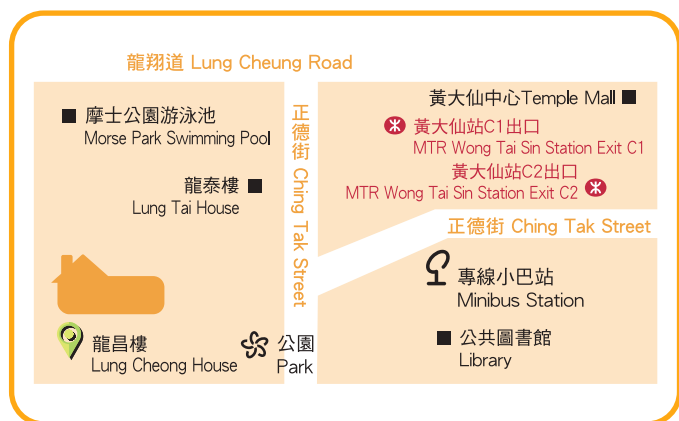 龍翔道 Lung Cheung Road
摩士公園游泳池
Morse Park Swimming Pool
龍泰樓
Lung Tai House
正德街 Ching Tak Street
黃大仙中心Temple Mall
黃大仙站C1出口
MTR Wong Tai Sin Station Exit C1
黃大仙站C2出口
MTR Wong Tai Sin Station Exit C2
正德街 Ching Tak Street
專線小巴站
Minibus Station
龍昌樓
Lung Cheong House
公園
Park
公共圖書館
Library